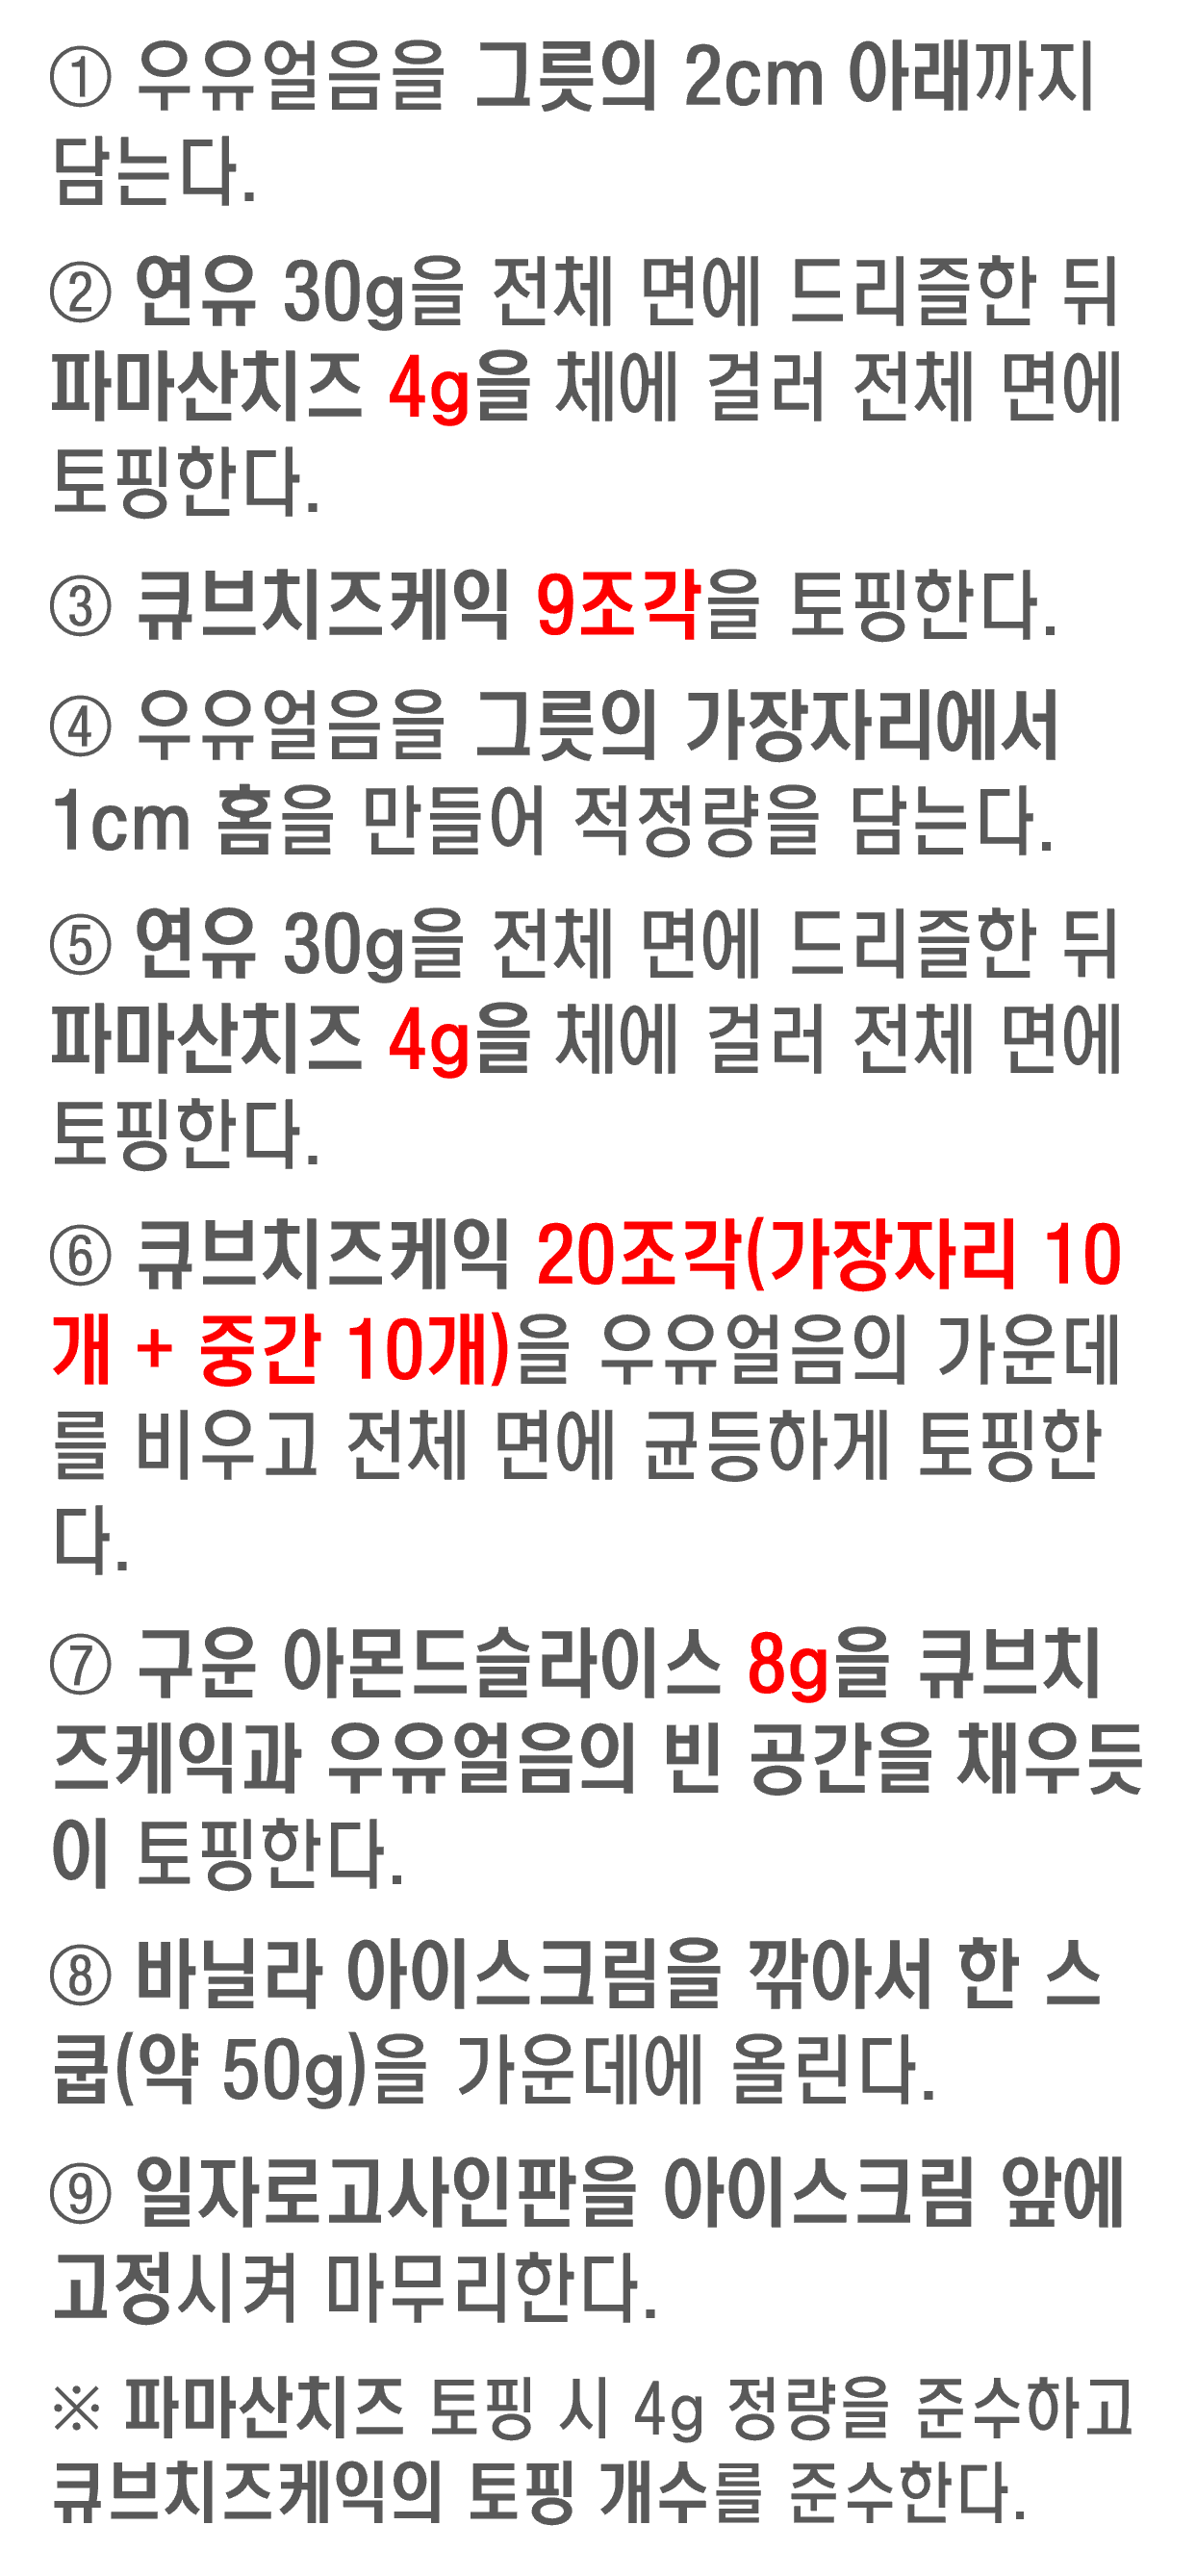 ① 우유얼음을 그릇의 2cm 아래까지
담는다.
② 연유 30g을 전체 면에 드리즐한 뒤
파마산치즈 4g을 체에 걸러 전체 면에
토핑한다.
③ 큐브치즈케익 9조각을 토핑한다.
④ 우유얼음을 그릇의 가장자리에서
1cm 홈을 만들어 적정량을 담는다.
⑤ 연유 30g을 전체 면에 드리즐한 뒤
파마산치즈 4g을 체에 걸러 전체 면에
토핑한다.
⑥ 큐브치즈케익 20조각(가장자리 10
개 + 중간 10개)을 우유얼음의 가운데
를 비우고 전체 면에 균등하게 토핑한
다.
⑦ 구운 아몬드슬라이스 8g을 큐브치
즈케익과 우유얼음의 빈 공간을 채우듯
이 토핑한다.
⑧ 바닐라 아이스크림을 깎아서 한 스
쿱(약 50g)을 가운데에 올린다.
⑨ 일자로고사인판을 아이스크림 앞에
고정시켜 마무리한다.
※ 파마산치즈 토핑 시 4g 정량을 준수하고
큐브치즈케익의 토핑 개수를 준수한다.